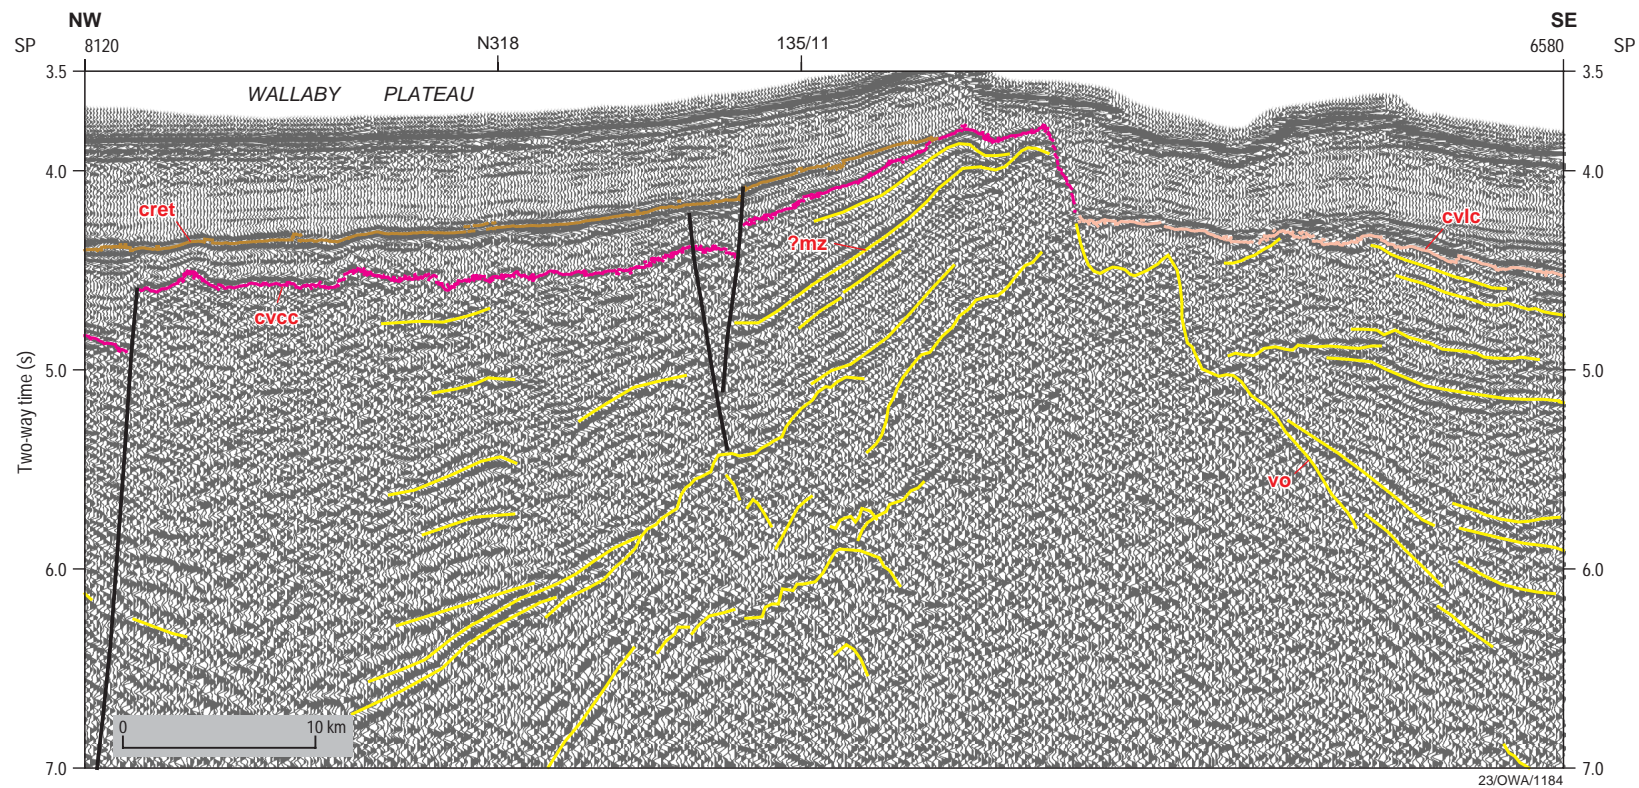 NW SE
SP 8120 N318 135/11 6580 SP
3.5 3.5
WALLABY PLATEAU
4.0 4.0
cret
cvlc
?mz
cvcc
5.0 5.0
Two-way time (s)
vo
6.0 6.0
0 10 km
7.0 7.0
23/OWA/1184